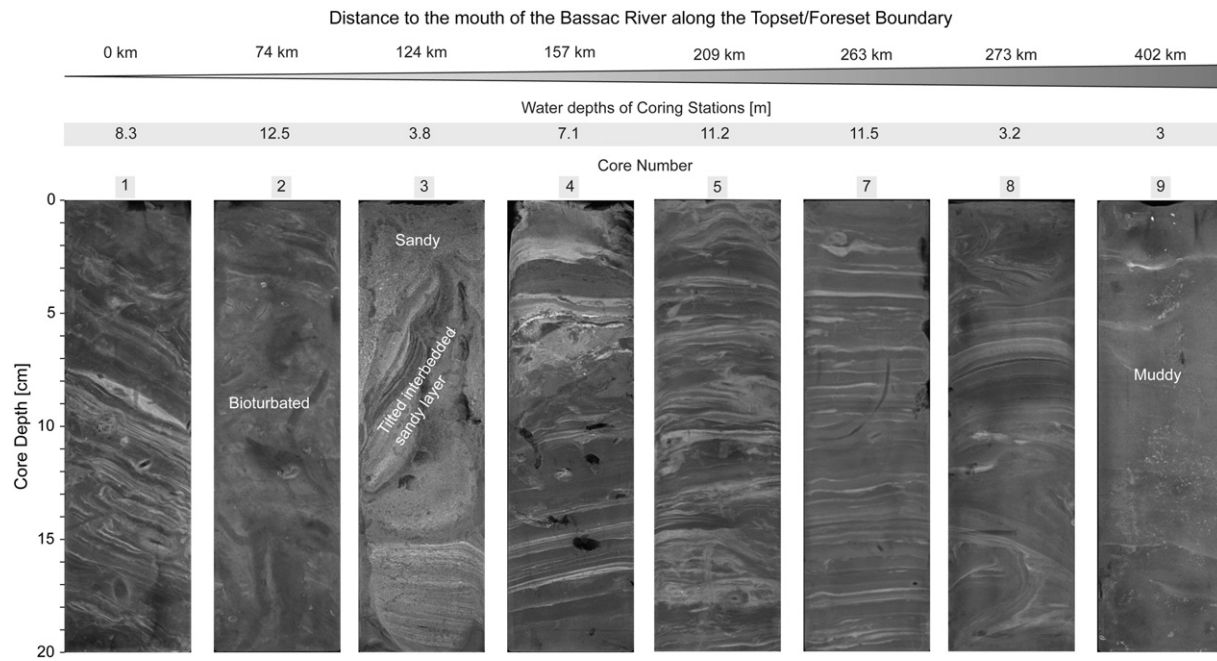 Distance to the mouth of the Bassac River along the Topset/Foreset Boundary
0 km 74 km 124 km 157 km 209 km 263 km 273 km 402 km
Water depths of Coring Stations [m]
8.3 12.5 3.8 7.1 11.2 11.5 3.2 3
Core Number
1 2 3 4 5 7 8 9
0
Sandy
5
Tilted interbedded
sandy layer
Muddy
Bioturbated
10
15
20
Core Depth [cm]